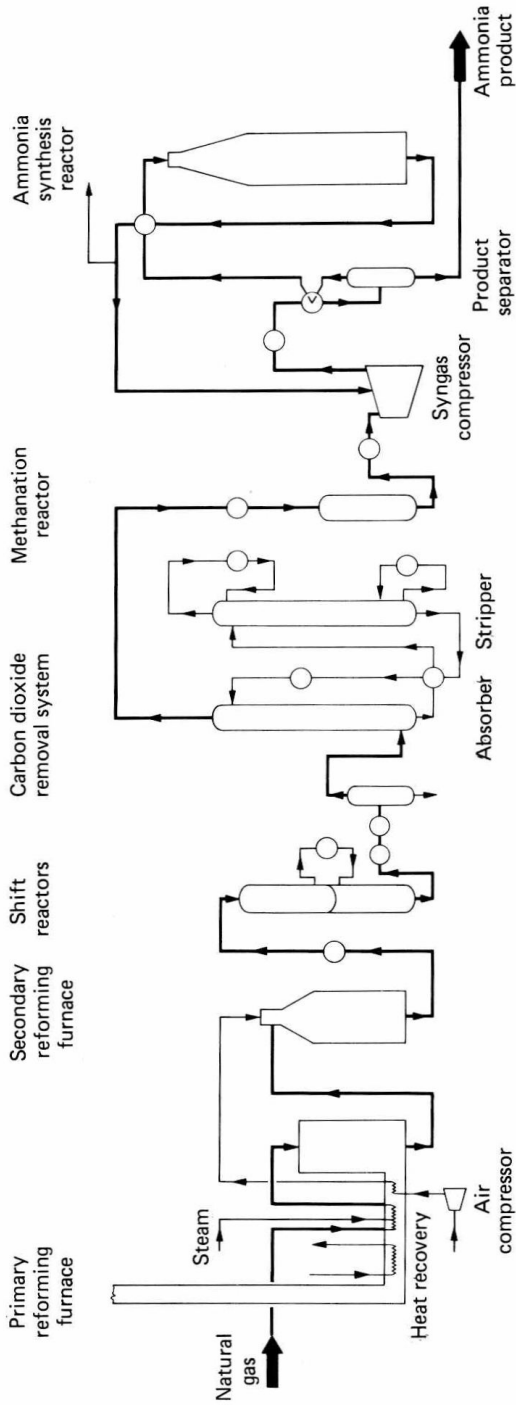 Primary
reforming
furnace
Secondary
reforming
furnace
Shift
reactors
Carbon dioxide
removal system
Methanation
reactor
Ammonia
synthesis
reactor
Natural
gas
Steam
Heat recovery
Air
compressor
Absorber
Stripper
Syngas
compressor
Product
separator
Ammonia
product